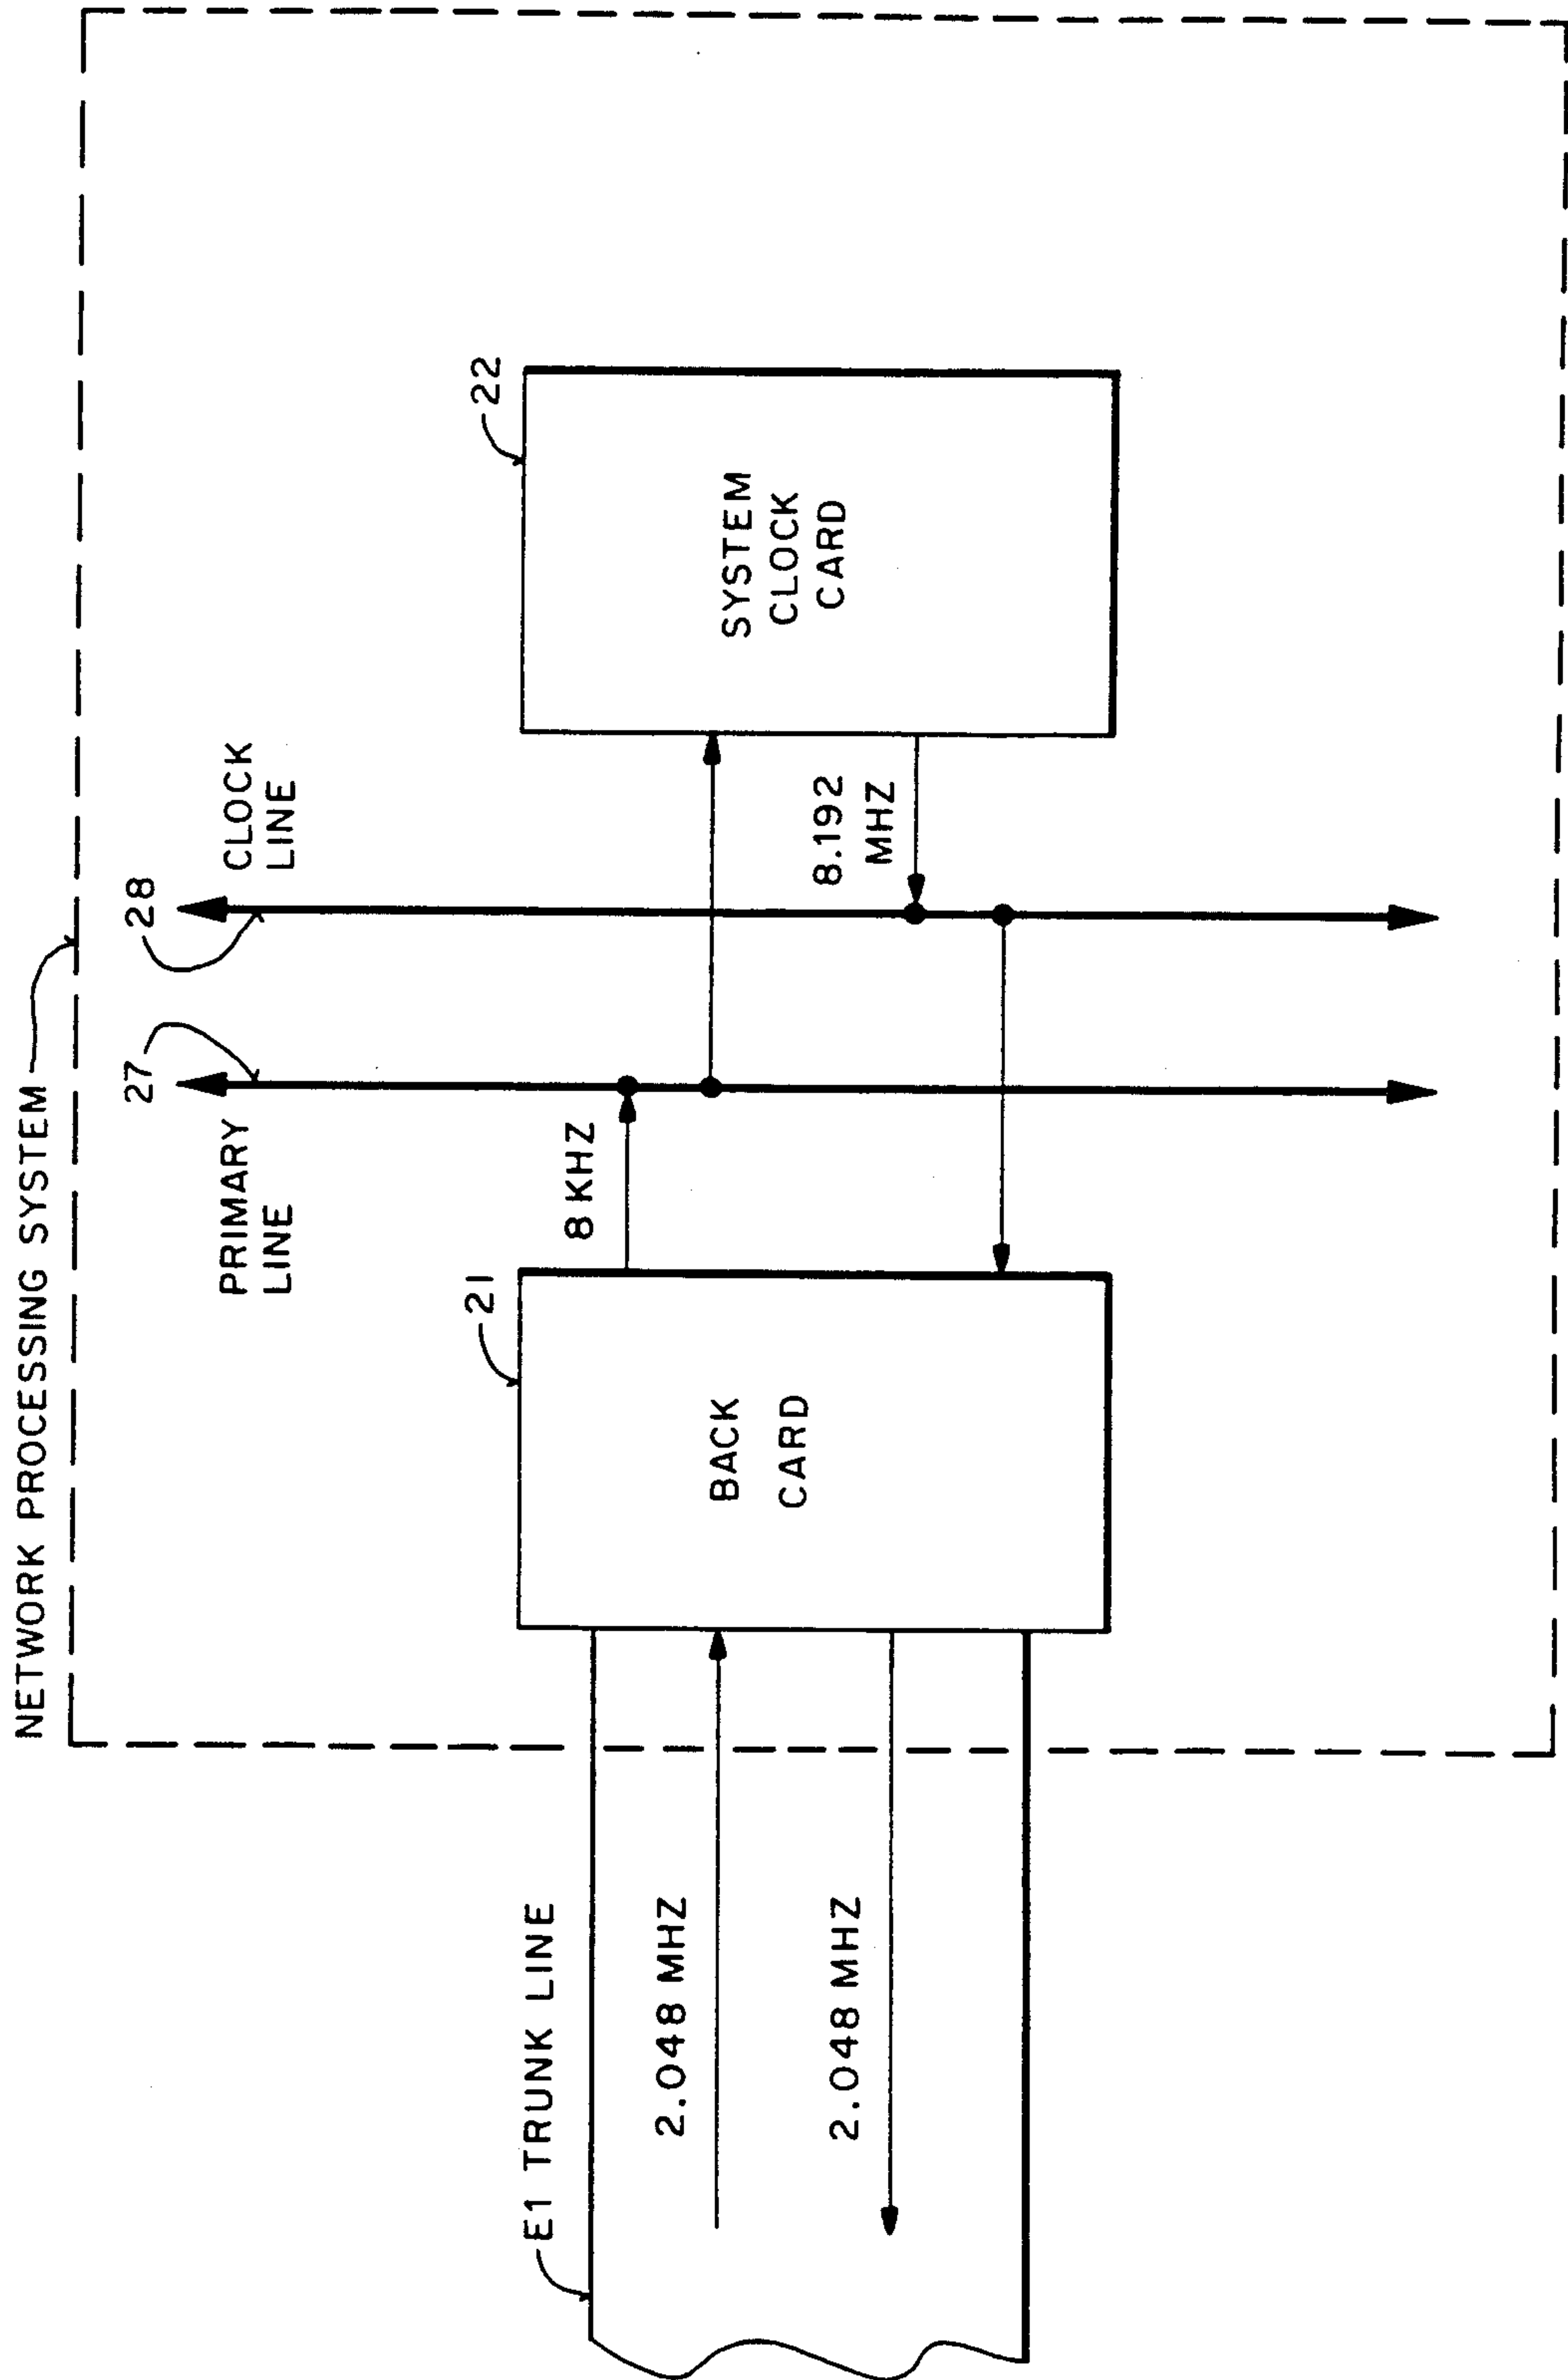 NETWORK PROCESSING SYSTEM
27
28
PRIMARY
LINE
CLOCK
LINE
E1 TRUNK LINE
21
22
8 KHZ
2.048 MHZ
BACK
CARD
SYSTEM
CLOCK
CARD
2.048 MHZ
8.192
MHZ